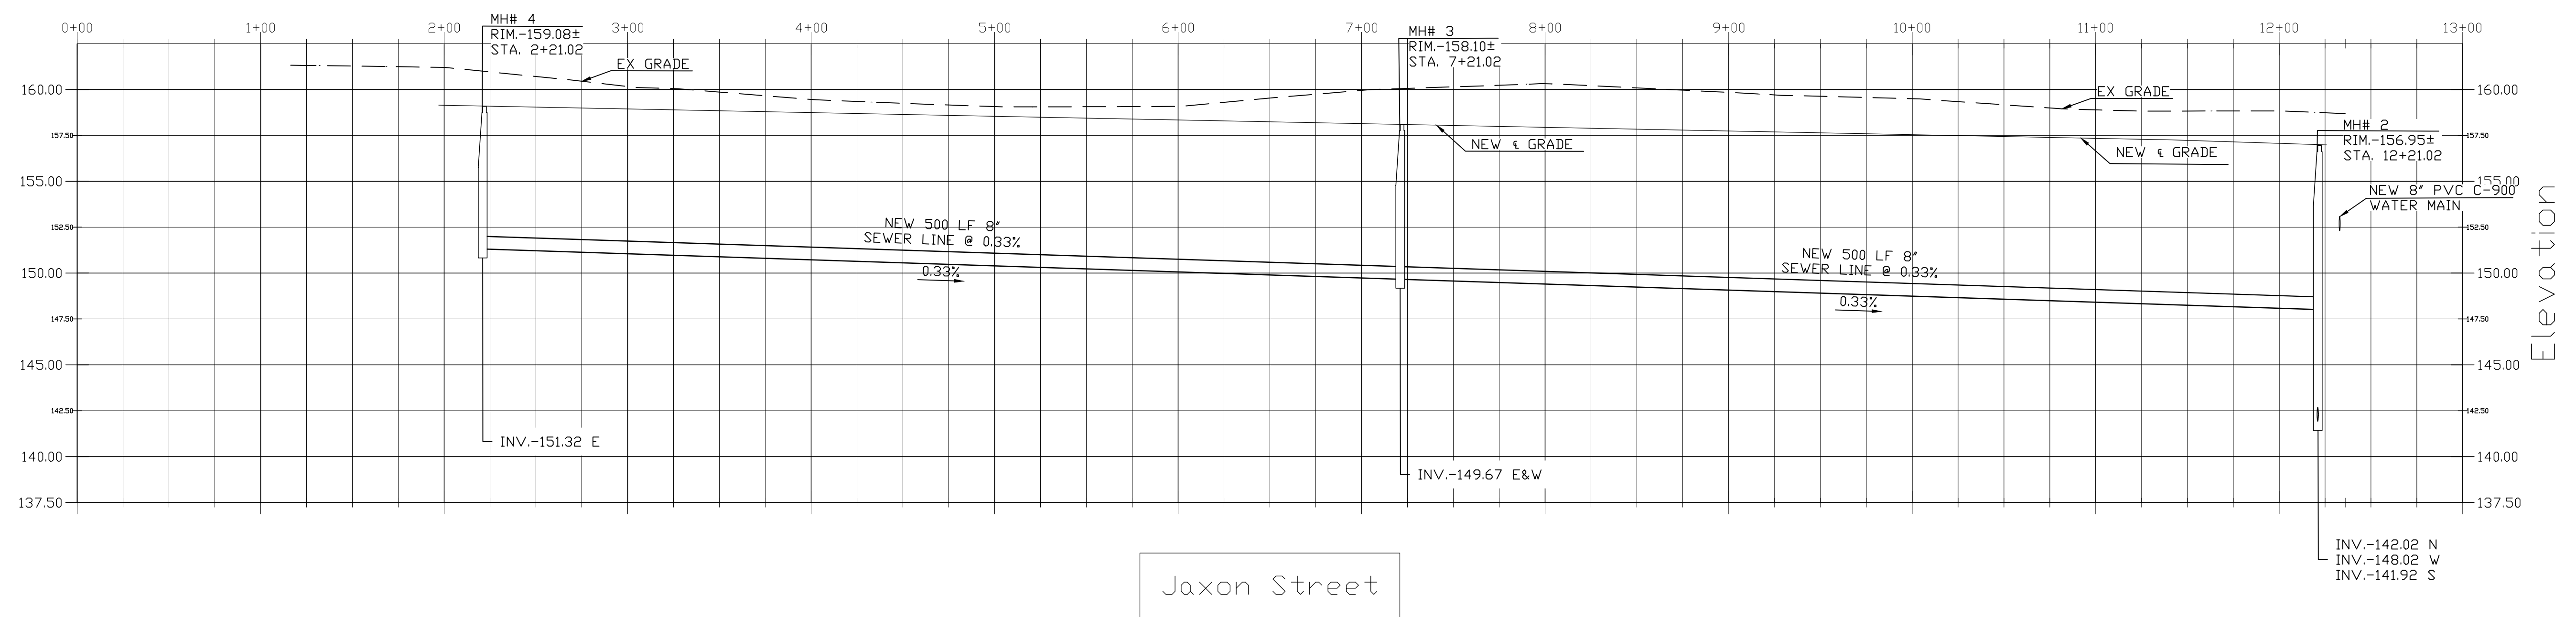 0+00 1+00 2+00 3+00 4+00 5+00 6+00 7+00 8+00 9+00 10+00 11+00 12+00 13+00
MH# 4
RIM.-159.08±
STA. 2+21.02
MH# 3
RIM.-158.10±
STA. 7+21.02
EX GRADE
EX GRADE
160.00 160.00
MH# 2
RIM.-156.95±
STA. 12+21.02
157.50 157.50
NEW ℄ GRADE
NEW ℄ GRADE
155.00 155.00
NEW 8" PVC C-900
WATER MAIN
152.50 152.50
NEW 500 LF 8"
SEWER LINE @ 0.33%
0.33%
NEW 500 LF 8"
SEWER LINE @ 0.33%
0.33%
150.00 150.00
Elevation
147.50 147.50
145.00 145.00
142.50 142.50
INV.-151.32 E
140.00 140.00
INV.-149.67 E&W
137.50 137.50
INV.-142.02 N
INV.-148.02 W
INV.-141.92 S
Jaxon Street